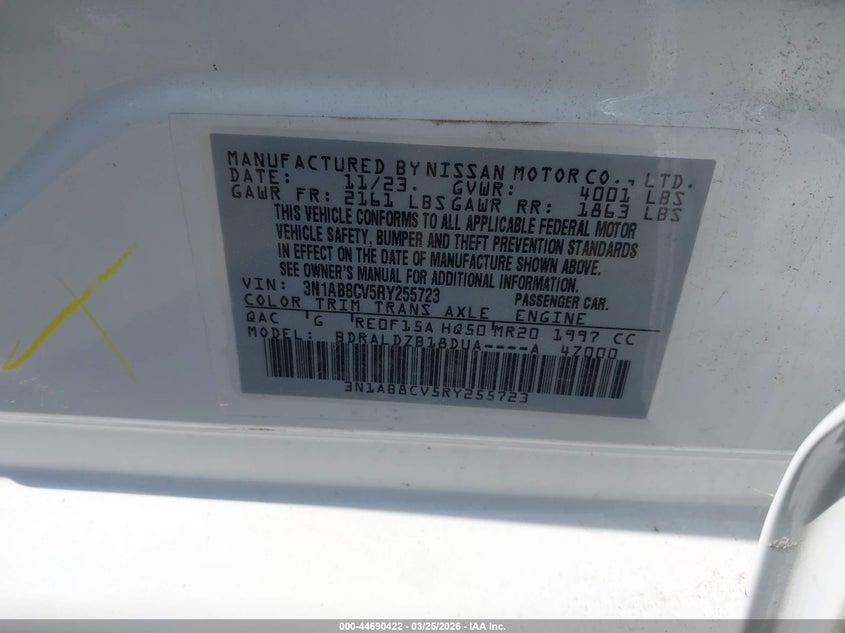 MANUFACTURED BY NISSAN MOTOR CO., LTD.
DATE: 11/23. GVWR: 4001 LBS
GAWR FR: 2161 LBS GAWR RR: 1863 LBS
THIS VEHICLE CONFORMS TO ALL APPLICABLE FEDERAL MOTOR
VEHICLE SAFETY, BUMPER AND THEFT PREVENTION STANDARDS
IN EFFECT ON THE DATE OF MANUFACTURE SHOWN ABOVE.
SEE OWNER'S MANUAL FOR ADDITIONAL INFORMATION.
VIN: 3N1AB8CV5RY255723 PASSENGER CAR.
COLOR TRIM TRANS AXLE ENGINE
QAC 'G 'RE0F15A HQ50 MR20 1997 CC
MODEL: BDRALDZB18DUA----A 47000
3N1AB8CV5RY255723
000-44690422 / 03/25/2026 - IAA Inc.